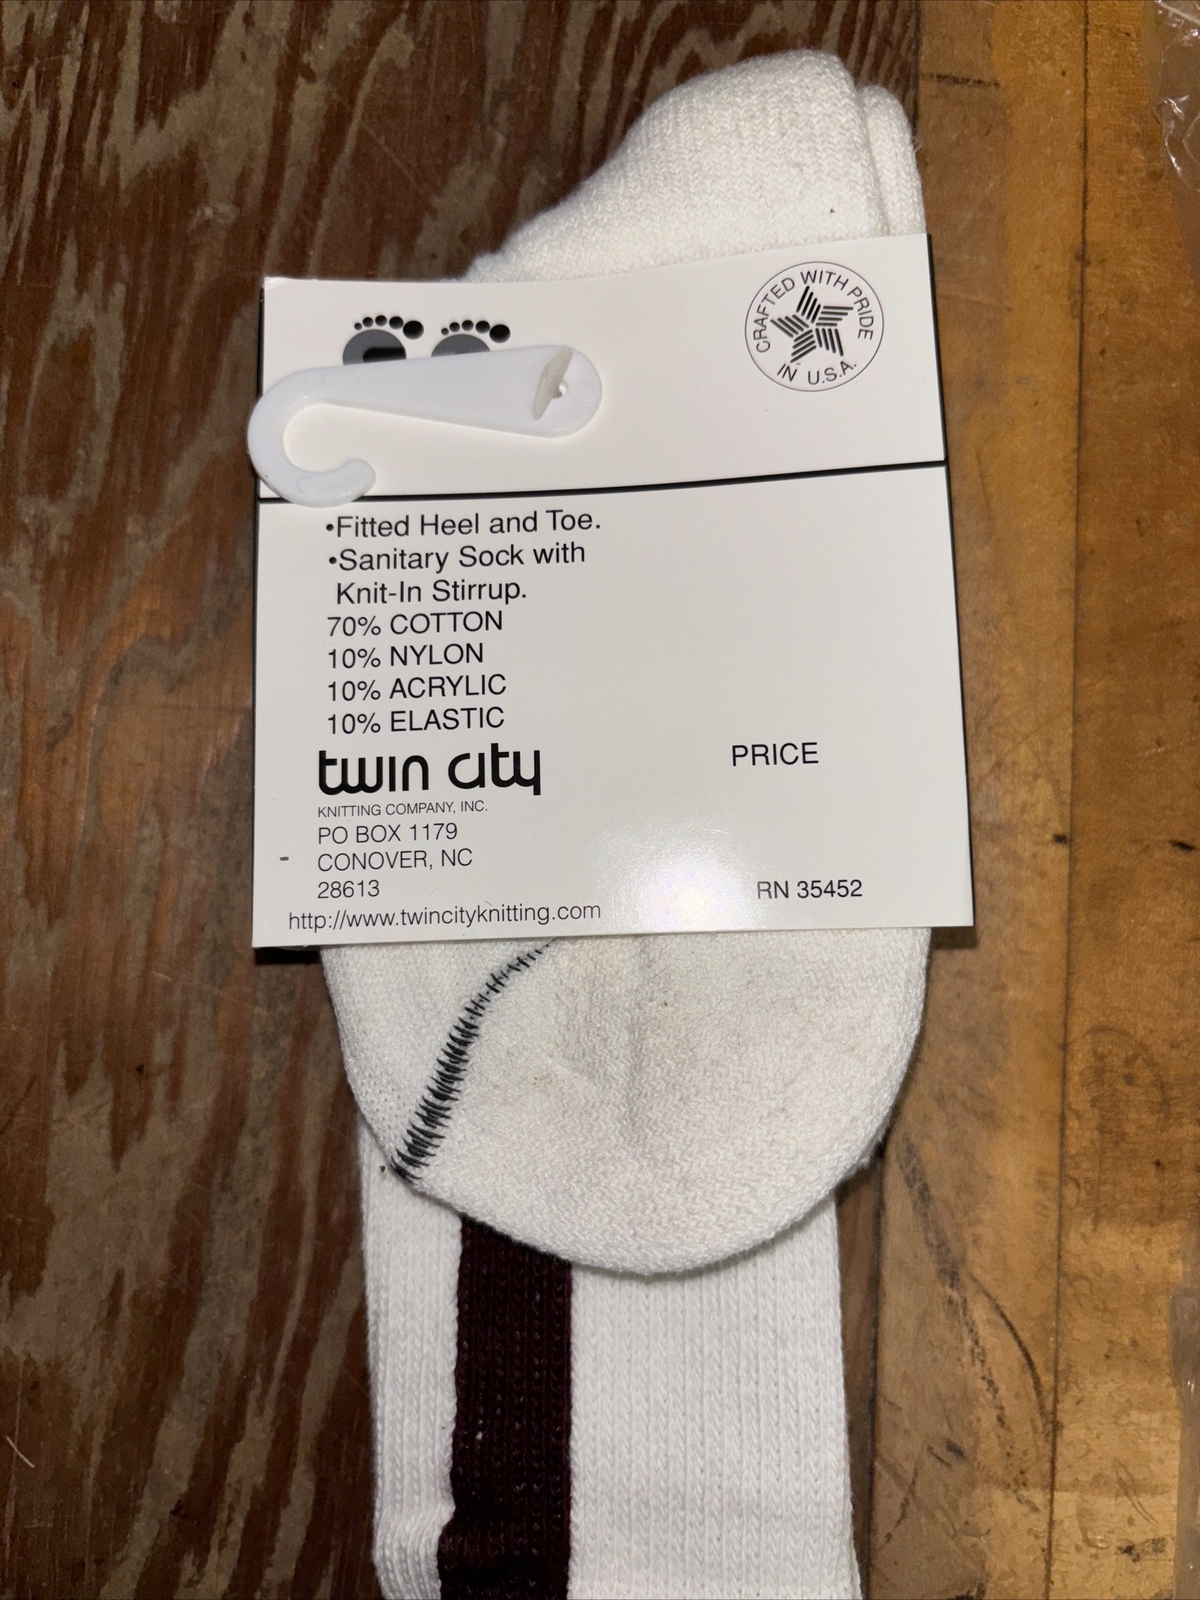 CRAFTED WITH PRIDE
IN U.S.A.
•Fitted Heel and Toe.
•Sanitary Sock with
Knit-In Stirrup.
70% COTTON
10% NYLON
10% ACRYLIC
10% ELASTIC
twin city
PRICE
KNITTING COMPANY, INC.
PO BOX 1179
CONOVER, NC
28613
RN 35452
http://www.twincityknitting.com